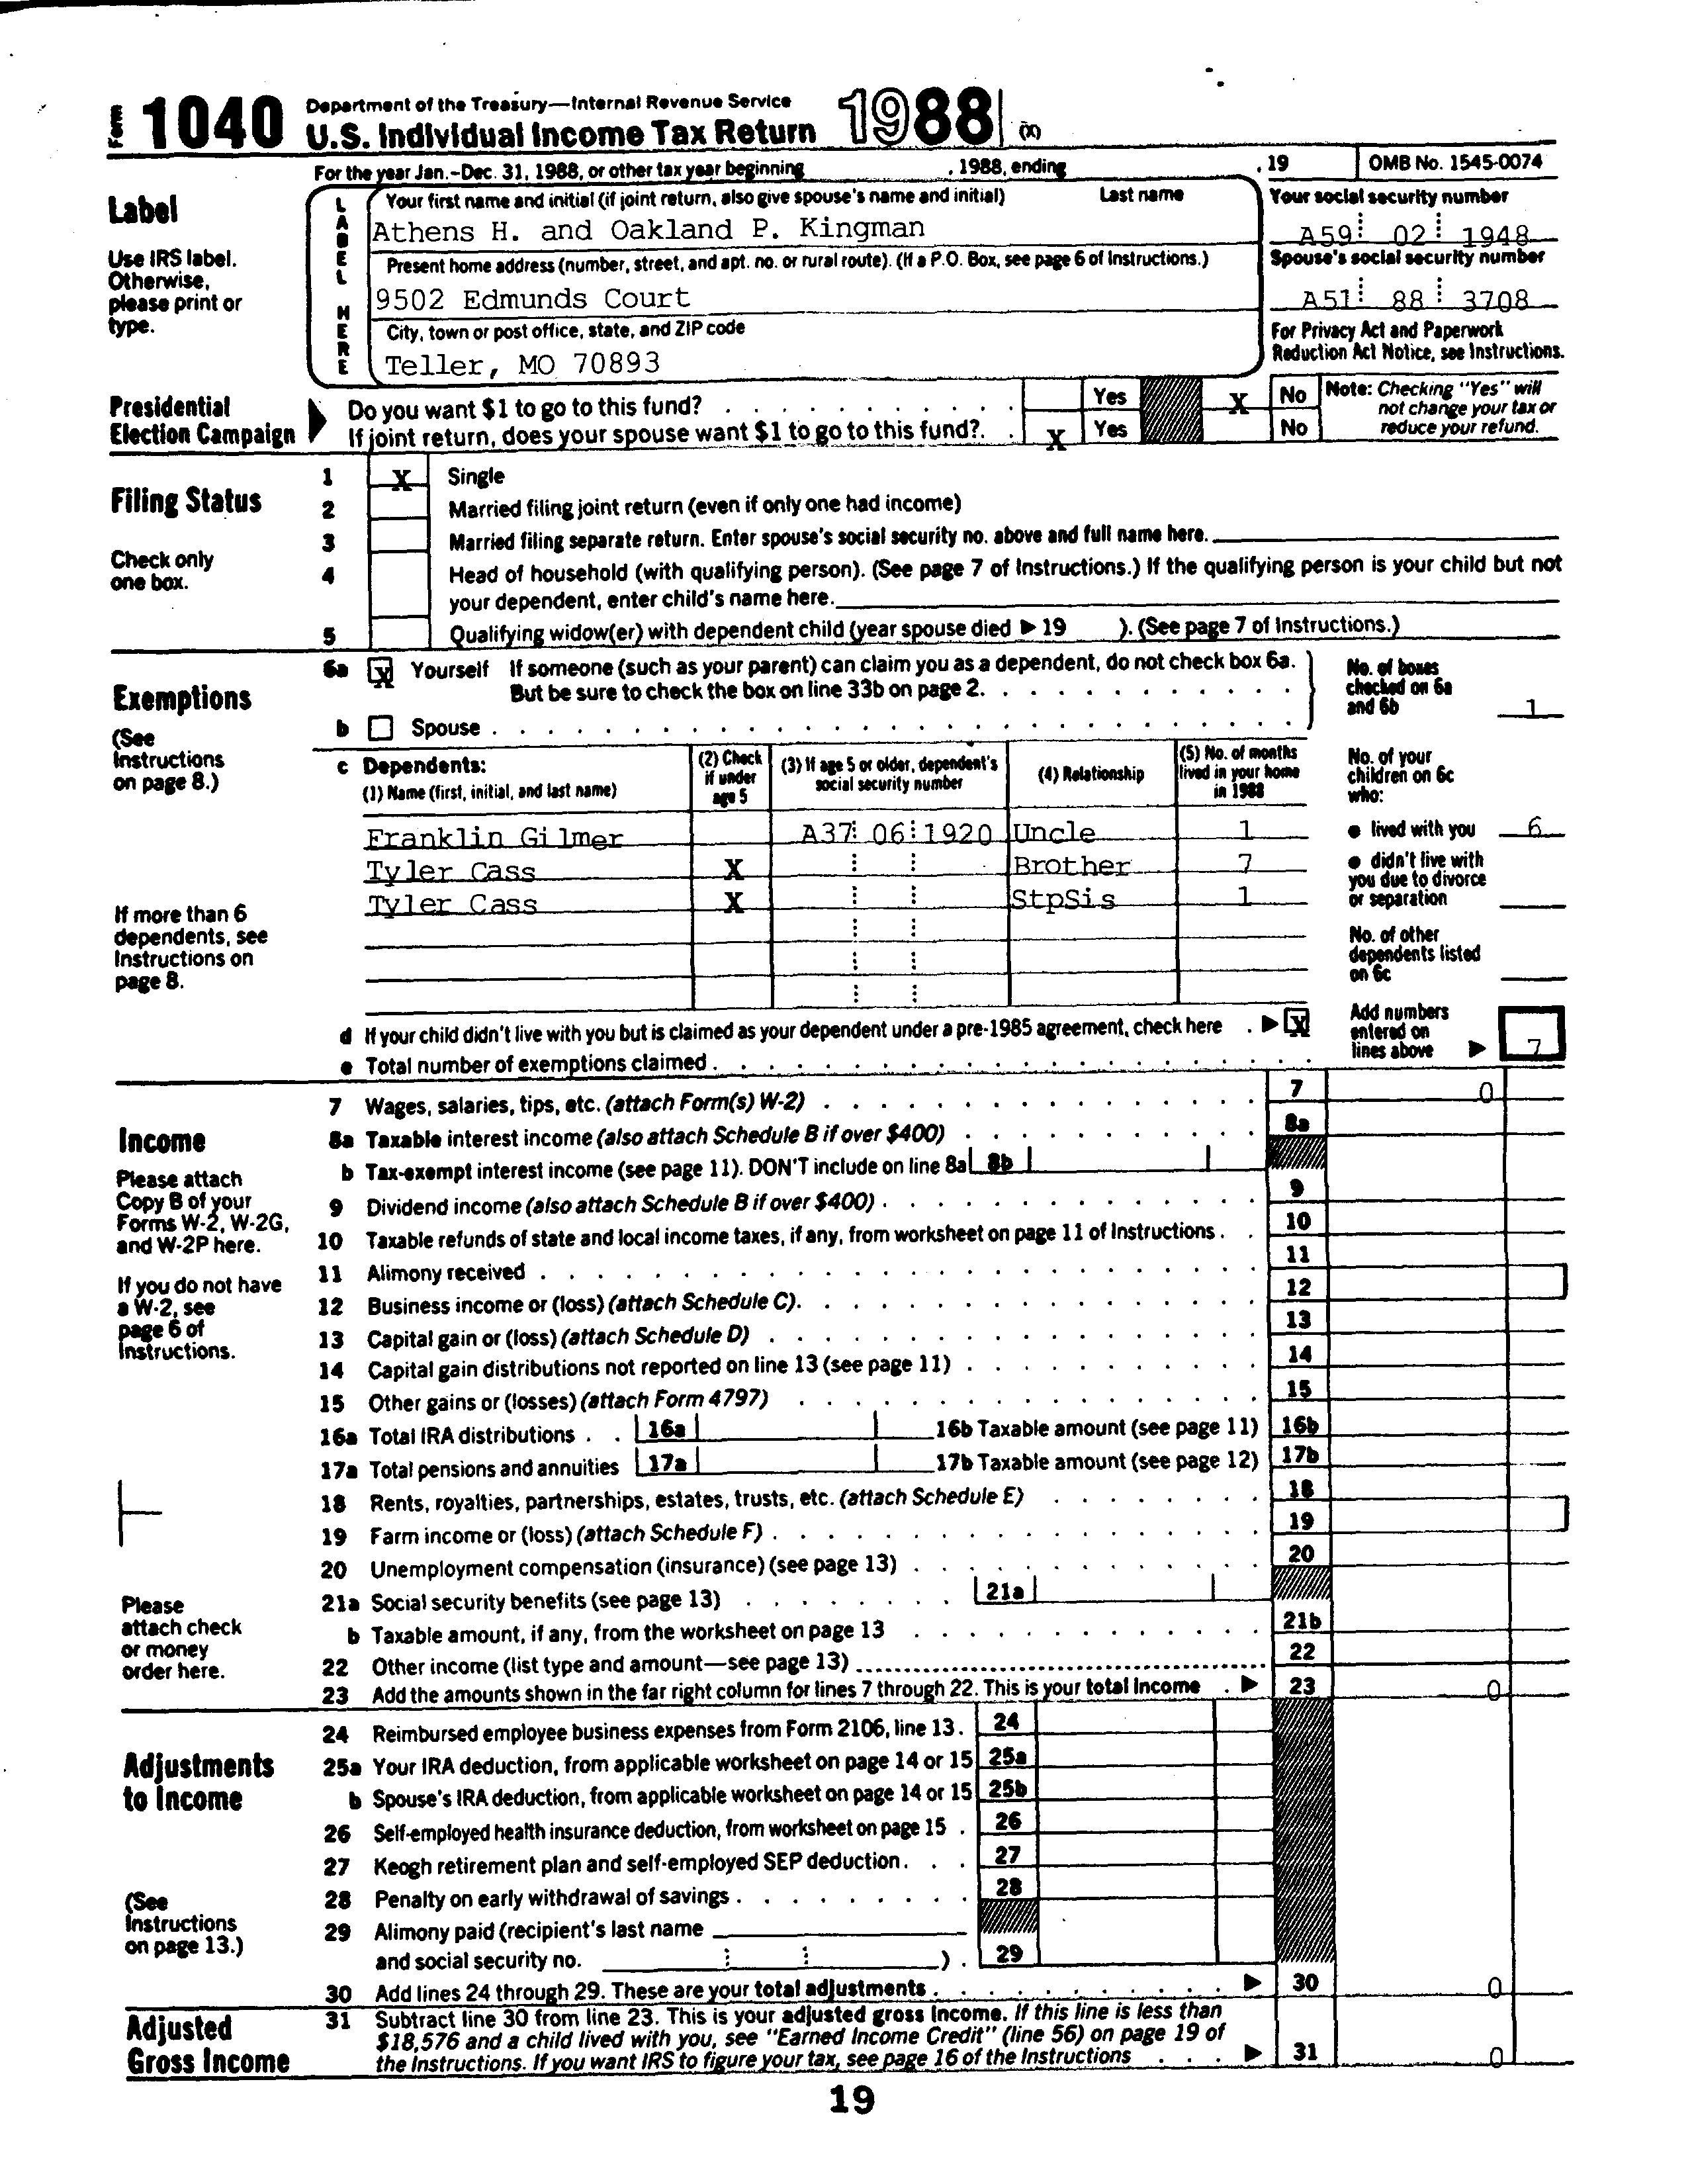 Form 1040 Department of the Treasury—Internal Revenue Service
U.S. Individual Income Tax Return 1988 (X)
For the year Jan.-Dec. 31, 1988, or other tax year beginning , 1988, ending , 19 OMB No. 1545-0074
Label
Use IRS label. Otherwise, please print or type.
LABEL HERE
Your first name and initial (if joint return, also give spouse's name and initial) Last name
Athens H. and Oakland P. Kingman
Present home address (number, street, and apt. no. or rural route). (If a P.O. Box, see page 6 of Instructions.)
9502 Edmunds Court
City, town or post office, state, and ZIP code
Teller, MO 70893
Your social security number
A59 02 1948
Spouse's social security number
A51 88 3708
For Privacy Act and Paperwork Reduction Act Notice, see Instructions.
Presidential Election Campaign
Do you want $1 to go to this fund? Yes X No
If joint return, does your spouse want $1 to go to this fund? X Yes No
Note: Checking "Yes" will not change your tax or reduce your refund.
Filing Status
Check only one box.
1 X Single
2 Married filing joint return (even if only one had income)
3 Married filing separate return. Enter spouse's social security no. above and full name here.
4 Head of household (with qualifying person). (See page 7 of Instructions.) If the qualifying person is your child but not
your dependent, enter child's name here.
5 Qualifying widow(er) with dependent child (year spouse died ▶ 19 ). (See page 7 of Instructions.)
Exemptions
(See Instructions on page 8.)
If more than 6 dependents, see Instructions on page 8.
6a X Yourself If someone (such as your parent) can claim you as a dependent, do not check box 6a.
But be sure to check the box on line 33b on page 2.
b Spouse
No. of boxes checked on 6a and 6b 1
c Dependents:
(1) Name (first, initial, and last name) (2) Check if under age 5 (3) If age 5 or older, dependent's social security number (4) Relationship (5) No. of months lived in your home in 1988
Franklin Gilmer A37 06 1920 Uncle 1
Tyler Cass X Brother 7
Tyler Cass X StpSis 1
No. of your children on 6c who:
● lived with you 6
● didn't live with you due to divorce or separation
No. of other dependents listed on 6c
d If your child didn't live with you but is claimed as your dependent under a pre-1985 agreement, check here ▶ X
e Total number of exemptions claimed
Add numbers entered on lines above ▶ 7
Income
Please attach Copy B of your Forms W-2, W-2G, and W-2P here.
If you do not have a W-2, see page 6 of Instructions.
Please attach check or money order here.
7 Wages, salaries, tips, etc. (attach Form(s) W-2) 7 0
8a Taxable interest income (also attach Schedule B if over $400) 8a
b Tax-exempt interest income (see page 11). DON'T include on line 8a 8b
9 Dividend income (also attach Schedule B if over $400) 9
10 Taxable refunds of state and local income taxes, if any, from worksheet on page 11 of Instructions 10
11 Alimony received 11
12 Business income or (loss) (attach Schedule C) 12
13 Capital gain or (loss) (attach Schedule D) 13
14 Capital gain distributions not reported on line 13 (see page 11) 14
15 Other gains or (losses) (attach Form 4797) 15
16a Total IRA distributions 16a 16b Taxable amount (see page 11) 16b
17a Total pensions and annuities 17a 17b Taxable amount (see page 12) 17b
18 Rents, royalties, partnerships, estates, trusts, etc. (attach Schedule E) 18
19 Farm income or (loss) (attach Schedule F) 19
20 Unemployment compensation (insurance) (see page 13) 20
21a Social security benefits (see page 13) 21a
b Taxable amount, if any, from the worksheet on page 13 21b
22 Other income (list type and amount—see page 13) 22
23 Add the amounts shown in the far right column for lines 7 through 22. This is your total income ▶ 23 0
Adjustments to Income
(See Instructions on page 13.)
24 Reimbursed employee business expenses from Form 2106, line 13. 24
25a Your IRA deduction, from applicable worksheet on page 14 or 15 25a
b Spouse's IRA deduction, from applicable worksheet on page 14 or 15 25b
26 Self-employed health insurance deduction, from worksheet on page 15 26
27 Keogh retirement plan and self-employed SEP deduction 27
28 Penalty on early withdrawal of savings 28
29 Alimony paid (recipient's last name
and social security no. ) 29
30 Add lines 24 through 29. These are your total adjustments ▶ 30 0
Adjusted Gross Income
31 Subtract line 30 from line 23. This is your adjusted gross income. If this line is less than
$18,576 and a child lived with you, see "Earned Income Credit" (line 56) on page 19 of
the Instructions. If you want IRS to figure your tax, see page 16 of the Instructions ▶ 31 0
19